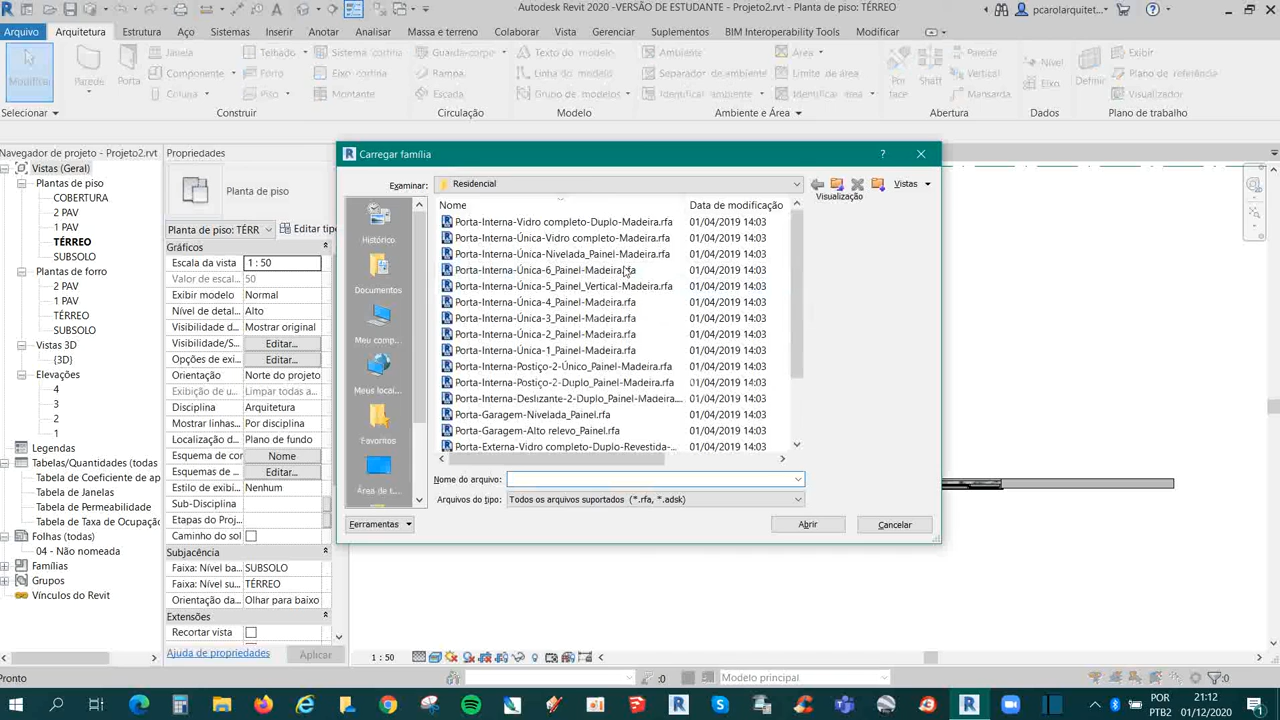 Autodesk Revit 2020 -VERSÃO DE ESTUDANTE - Projeto2.rvt - Planta de piso: TÉRREO
pcarolarquitet...
Arquivo Arquitetura Estrutura Aço Sistemas Inserir Anotar Analisar Massa e terreno Colaborar Vista Gerenciar Suplementos BIM Interoperability Tools Modificar
Janela Telhado Sistema cortina Guarda-corpo Texto do modelo Ambiente Área Parede Exibir
Modificar Parede Porta Componente Forro Eixo cortina Rampa Linha do modelo Separador de ambiente Limite de área Por face Shaft Vertical Nível Definir Plano de referência
Coluna Piso Montante Escada Grupo de modelos Identificar ambiente Identificar área Mansarda Eixo Visualizador
Selecionar Construir Circulação Modelo Ambiente e Área Abertura Dados Plano de trabalho
Navegador de projeto - Projeto2.rvt
Vistas (Geral)
Plantas de piso
COBERTURA
2 PAV
1 PAV
TÉRREO
SUBSOLO
Plantas de forro
2 PAV
1 PAV
TÉRREO
SUBSOLO
Vistas 3D
{3D}
Elevações
4
3
2
1
Legendas
Tabelas/Quantidades (todas
Tabela de Coeficiente de ap
Tabela de Janelas
Tabela de Permeabilidade
Tabela de Taxa de Ocupação
Folhas (todas)
04 - Não nomeada
Famílias
Grupos
Vínculos do Revit
Propriedades
Planta de piso
Planta de piso: TÉRR Editar tipo
Gráficos
Escala da vista 1 : 50
Valor de escal... 50
Exibir modelo Normal
Nível de detal... Alto
Visibilidade d... Mostrar original
Visibilidade/S... Editar...
Opções de exi... Editar...
Orientação Norte do projeto
Exibição de u... Limpar todas a...
Disciplina Arquitetura
Mostrar linhas... Por disciplina
Localização d... Plano de fundo
Esquema de cor... Nome
Esquemas de ... Editar...
Estilo de exibi... Nenhum
Sub-Disciplina
Etapas do Proj...
Caminho do sol
Subjacência
Faixa: Nível ba... SUBSOLO
Faixa: Nível su... TÉRREO
Orientação da... Olhar para baixo
Extensões
Recortar vista
Ajuda de propriedades Aplicar
Carregar família
Examinar: Residencial Vistas
Visualização
Histórico
Documentos
Meu comp...
Meus locai...
Favoritos
Área de t...
Nome Data de modificação
Porta-Interna-Vidro completo-Duplo-Madeira.rfa 01/04/2019 14:03
Porta-Interna-Única-Vidro completo-Madeira.rfa 01/04/2019 14:03
Porta-Interna-Única-Nivelada_Painel-Madeira.rfa 01/04/2019 14:03
Porta-Interna-Única-6_Painel-Madeira.rfa 01/04/2019 14:03
Porta-Interna-Única-5_Painel_Vertical-Madeira.rfa 01/04/2019 14:03
Porta-Interna-Única-4_Painel-Madeira.rfa 01/04/2019 14:03
Porta-Interna-Única-3_Painel-Madeira.rfa 01/04/2019 14:03
Porta-Interna-Única-2_Painel-Madeira.rfa 01/04/2019 14:03
Porta-Interna-Única-1_Painel-Madeira.rfa 01/04/2019 14:03
Porta-Interna-Postiço-2-Único_Painel-Madeira.rfa 01/04/2019 14:03
Porta-Interna-Postiço-2-Duplo_Painel-Madeira.rfa 01/04/2019 14:03
Porta-Interna-Deslizante-2-Duplo_Painel-Madeira.... 01/04/2019 14:03
Porta-Garagem-Nivelada_Painel.rfa 01/04/2019 14:03
Porta-Garagem-Alto relevo_Painel.rfa 01/04/2019 14:03
Porta-Externa-Vidro completo-Duplo-Revestida-... 01/04/2019 14:03
Nome do arquivo:
Arquivos do tipo: Todos os arquivos suportados (*.rfa, *.adsk)
Ferramentas Abrir Cancelar
1 : 50
Pronto :0 Modelo principal :0
POR 21:12
PTB2 01/12/2020